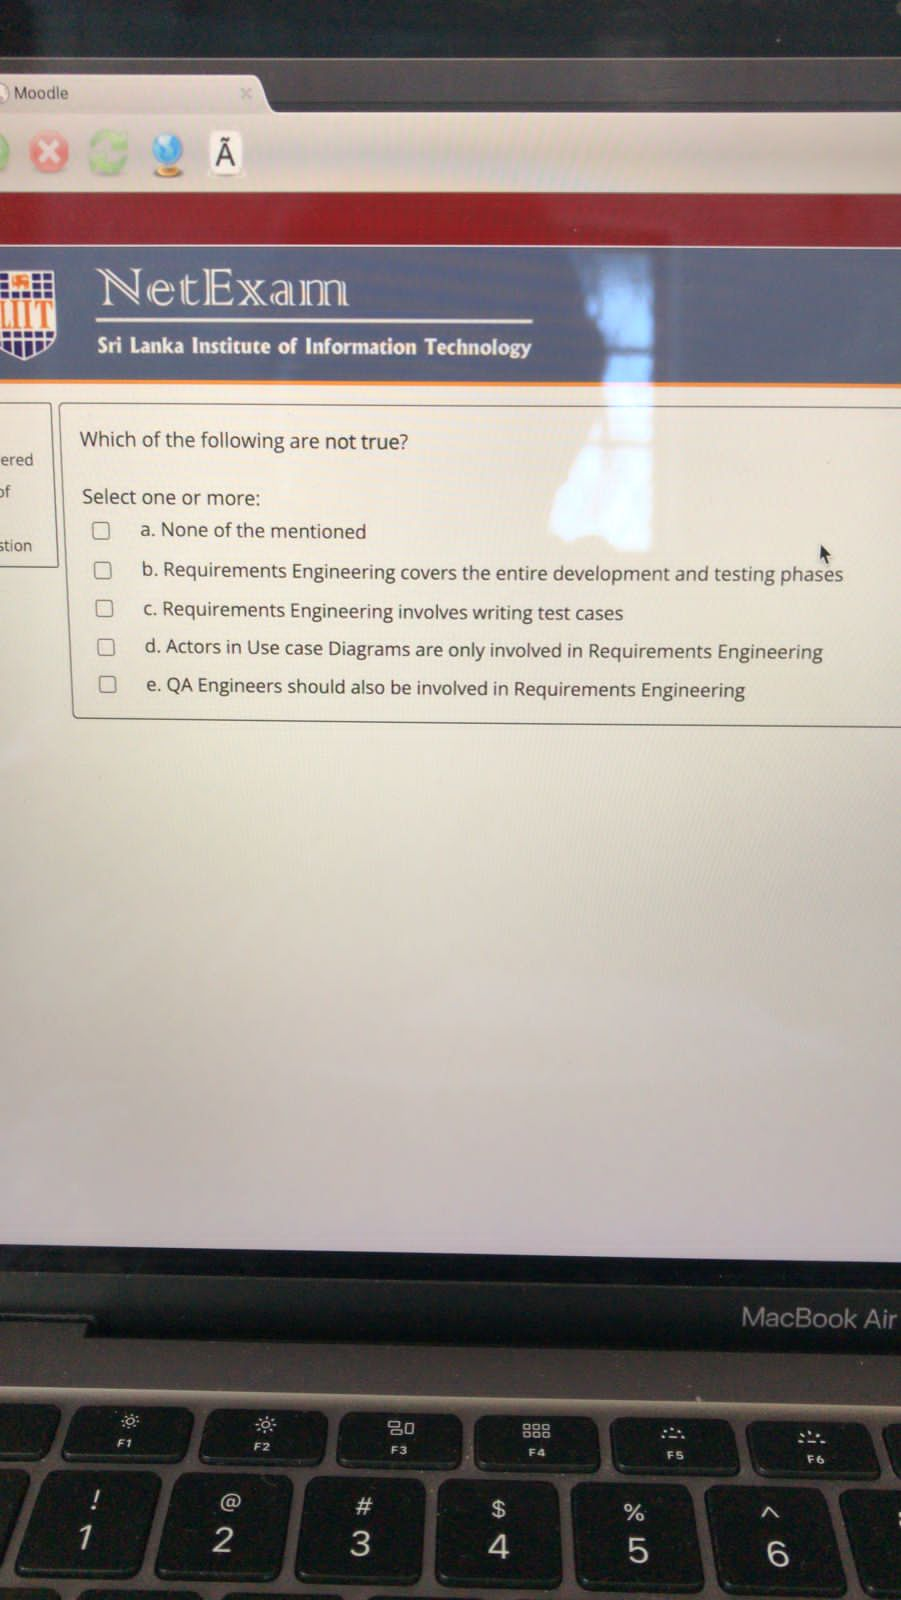 Moodle
Ã
NetExam
LIIT
Sri Lanka Institute of Information Technology
ered
of
stion
Which of the following are not true?
Select one or more:
a. None of the mentioned
b. Requirements Engineering covers the entire development and testing phases
c. Requirements Engineering involves writing test cases
d. Actors in Use case Diagrams are only involved in Requirements Engineering
e. QA Engineers should also be involved in Requirements Engineering
MacBook Air
F1 F2 F3 F4 F5 F6
! @ # $ % ^
1 2 3 4 5 6